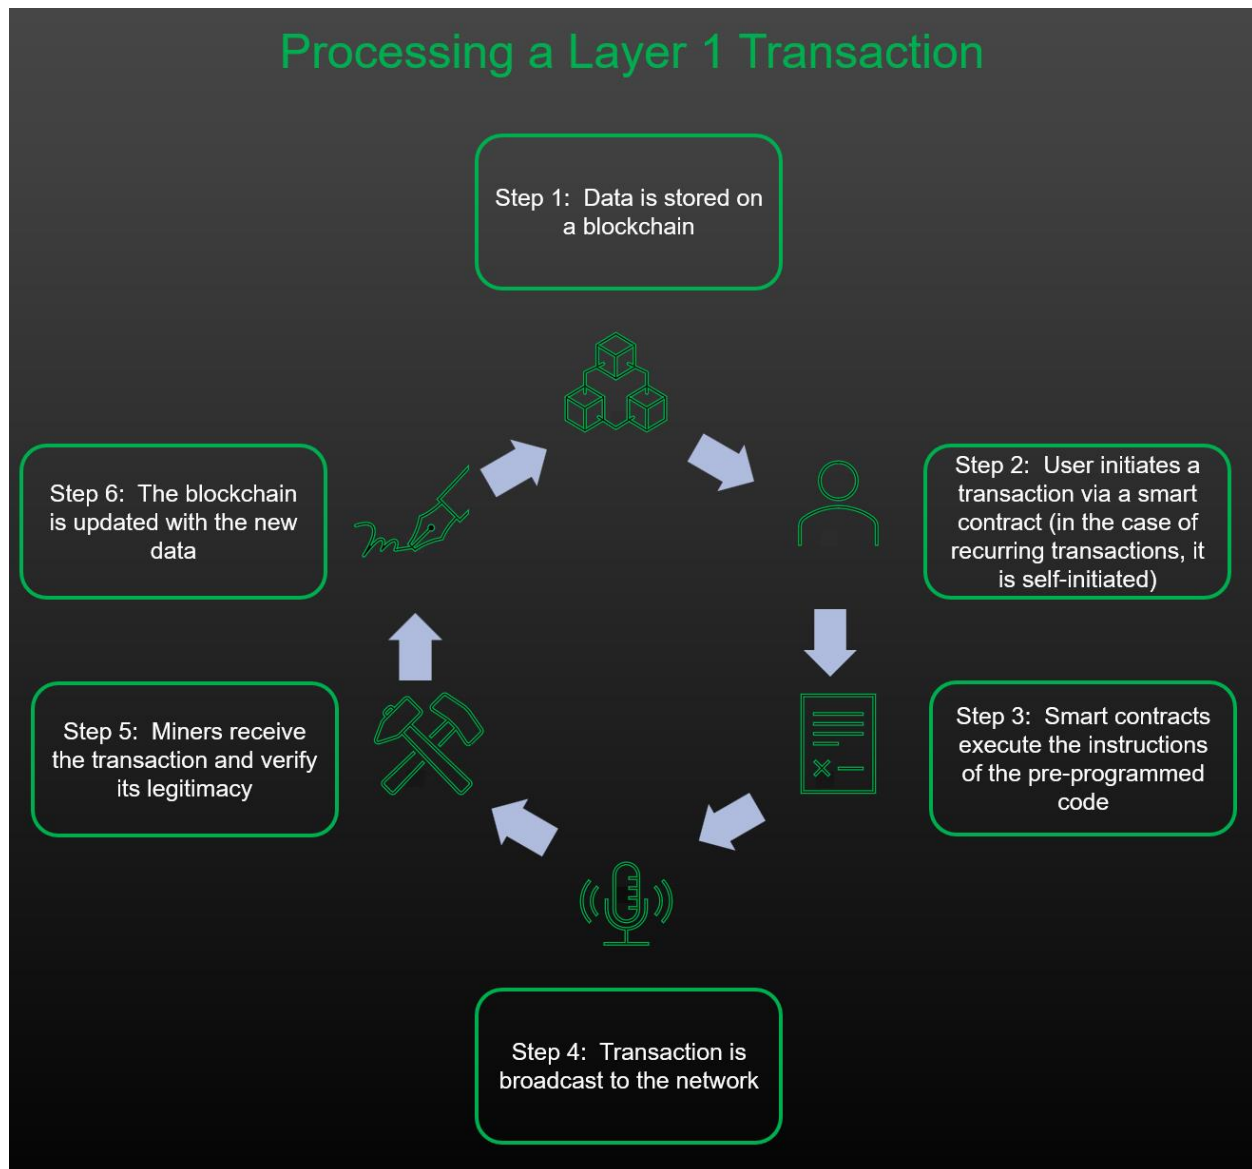 Processing a Layer 1 Transaction
Step 1:  Data is stored on
a blockchain
Step 2:  User initiates a
transaction via a smart
contract (in the case of
recurring transactions, it
is self-initiated)
Step 3:  Smart contracts
execute the instructions
of the pre-programmed
code
Step 4:  Transaction is
broadcast to the network
Step 5:  Miners receive
the transaction and verify
its legitimacy
Step 6:  The blockchain
is updated with the new
data